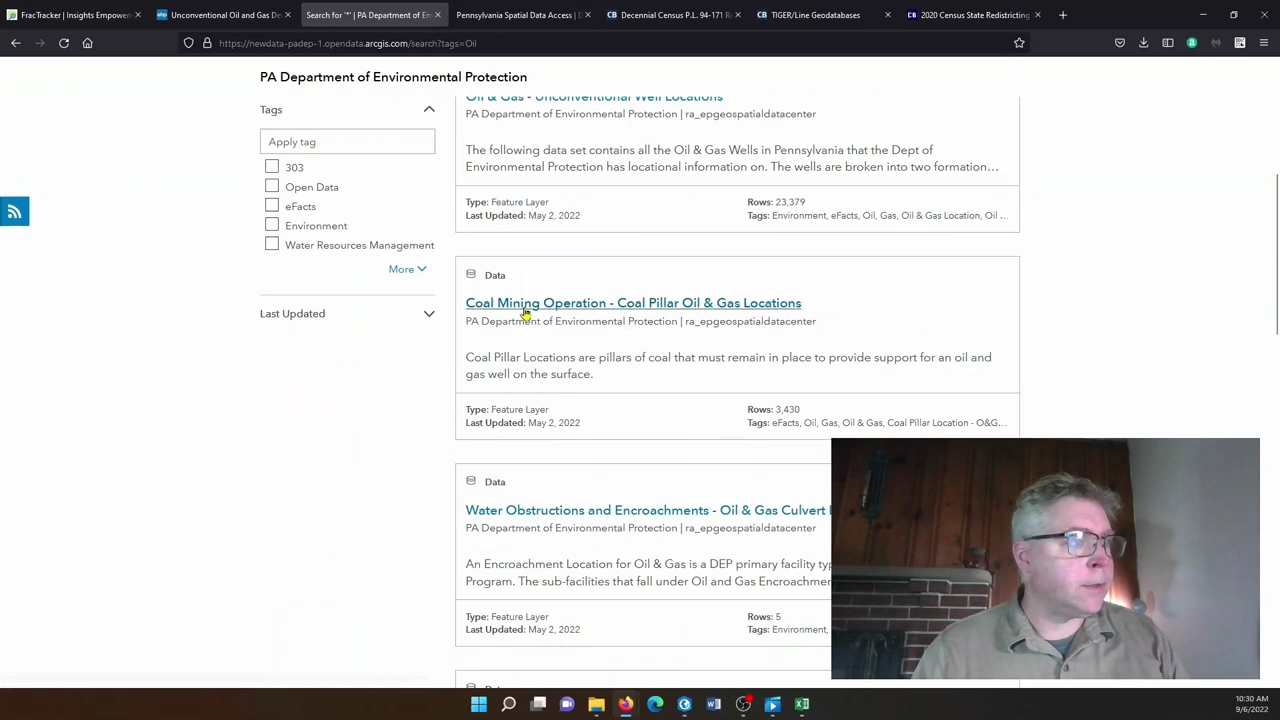 FracTracker | Insights Empowe
Unconventional Oil and Gas De
Search for '*' | PA Department of En
Pennsylvania Spatial Data Access | D
Decennial Census P.L. 94-171 R
TIGER/Line Geodatabases
2020 Census State Redistricting
https://newdata-padep-1.opendata.arcgis.com/search?tags=Oil
PA Department of Environmental Protection
Tags
Apply tag
303
Open Data
eFacts
Environment
Water Resources Management
More
Last Updated
Oil & Gas - Unconventional Well Locations
PA Department of Environmental Protection | ra_epgeospatialdatacenter
The following data set contains all the Oil & Gas Wells in Pennsylvania that the Dept of
Environmental Protection has locational information on. The wells are broken into two formation...
Type: Feature Layer
Rows: 23,379
Last Updated: May 2, 2022
Tags: Environment, eFacts, Oil, Gas, Oil & Gas Location, Oil ...
Data
Coal Mining Operation - Coal Pillar Oil & Gas Locations
PA Department of Environmental Protection | ra_epgeospatialdatacenter
Coal Pillar Locations are pillars of coal that must remain in place to provide support for an oil and
gas well on the surface.
Type: Feature Layer
Rows: 3,430
Last Updated: May 2, 2022
Tags: eFacts, Oil, Gas, Oil & Gas, Coal Pillar Location - O&G...
Data
Water Obstructions and Encroachments - Oil & Gas Culvert
PA Department of Environmental Protection | ra_epgeospatialdatacenter
An Encroachment Location for Oil & Gas is a DEP primary facility typ
Program. The sub-facilities that fall under Oil and Gas Encroachmen
Type: Feature Layer
Rows: 5
Last Updated: May 2, 2022
Tags: Environment,
10:30 AM
9/6/2022